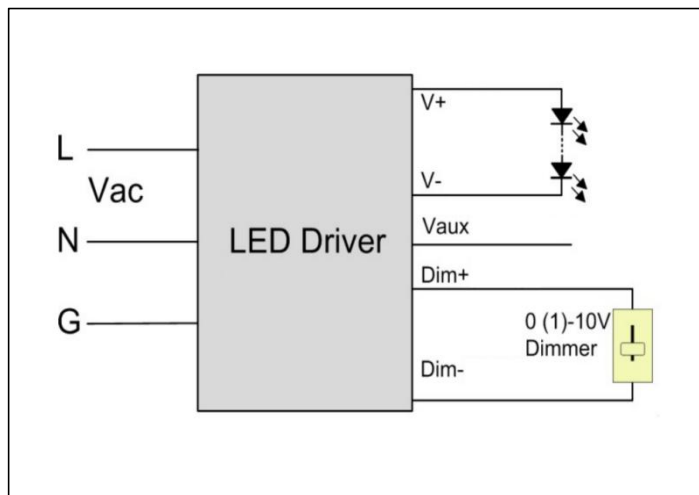 L
Vac
N
G
LED Driver
V+
V-
Vaux
Dim+
0 (1)-10V
Dimmer
Dim-